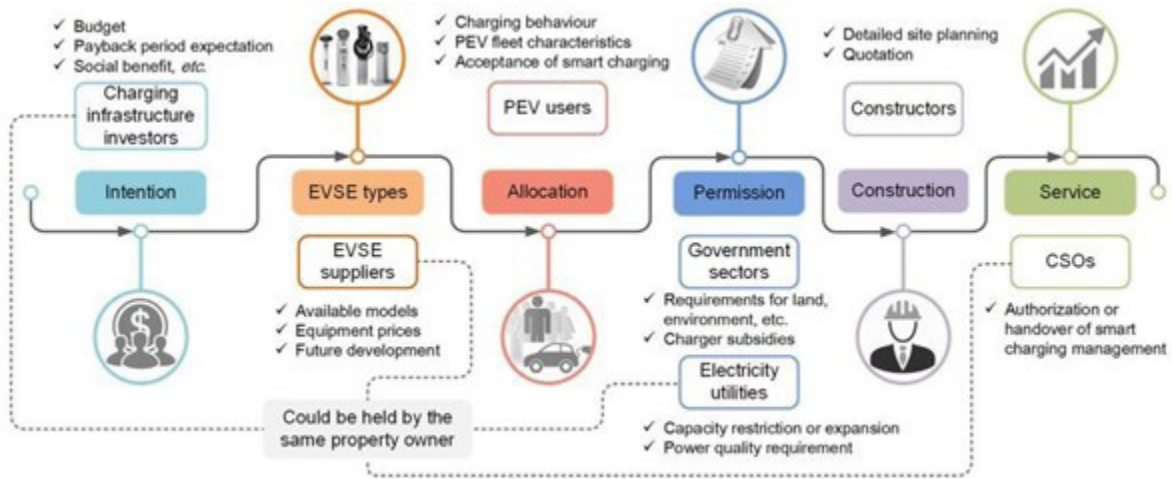 ✓ Budget
✓ Payback period expectation
✓ Social benefit, etc.
Charging
infrastructure
investors
Intention
EVSE types
EVSE
suppliers
✓ Available models
✓ Equipment prices
✓ Future development
✓ Charging behaviour
✓ PEV fleet characteristics
✓ Acceptance of smart charging
PEV users
Allocation
Permission
Government
sectors
✓ Requirements for land,
environment, etc.
✓ Charger subsidies
Electricity
utilities
✓ Capacity restriction or expansion
✓ Power quality requirement
✓ Detailed site planning
✓ Quotation
Constructors
Construction
Service
CSOs
✓ Authorization or
handover of smart
charging management
Could be held by the
same property owner
$